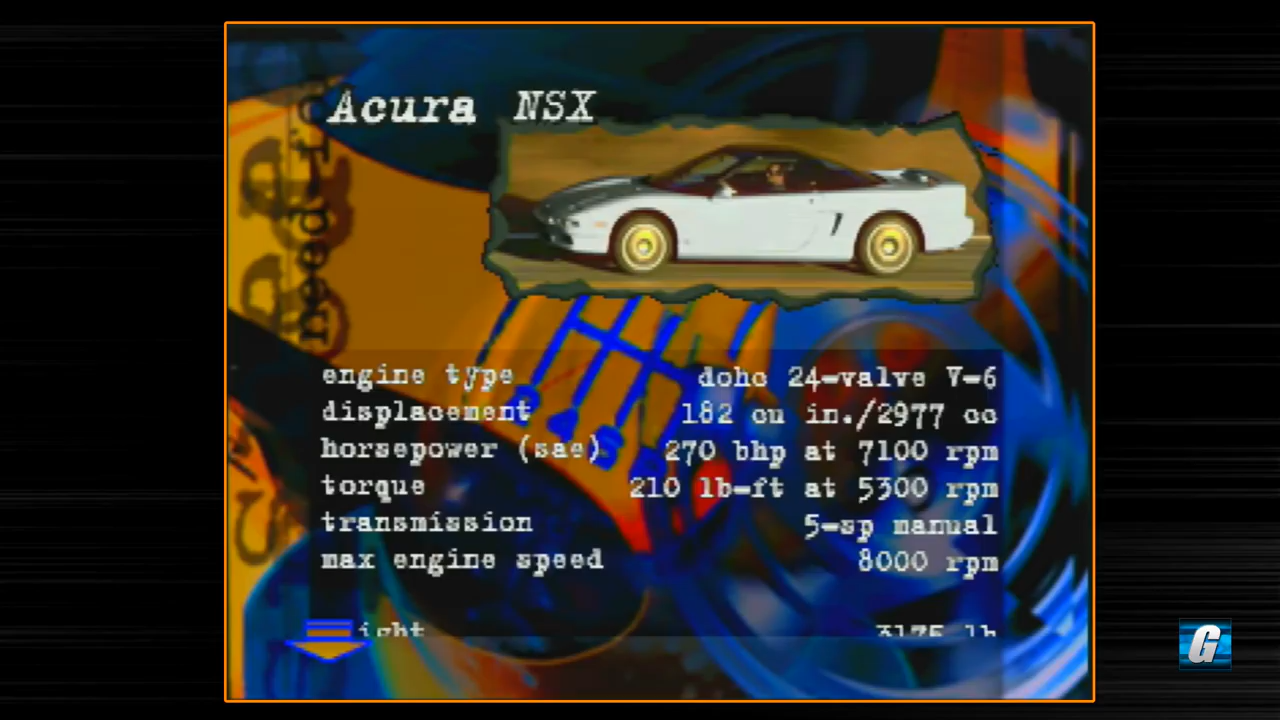 Acura NSX
engine type dohc 24-valve V-6
displacement 182 cu in./2977 cc
horsepower (sae) 270 bhp at 7100 rpm
torque 210 lb-ft at 5300 rpm
transmission 5-sp manual
max engine speed 8000 rpm
G